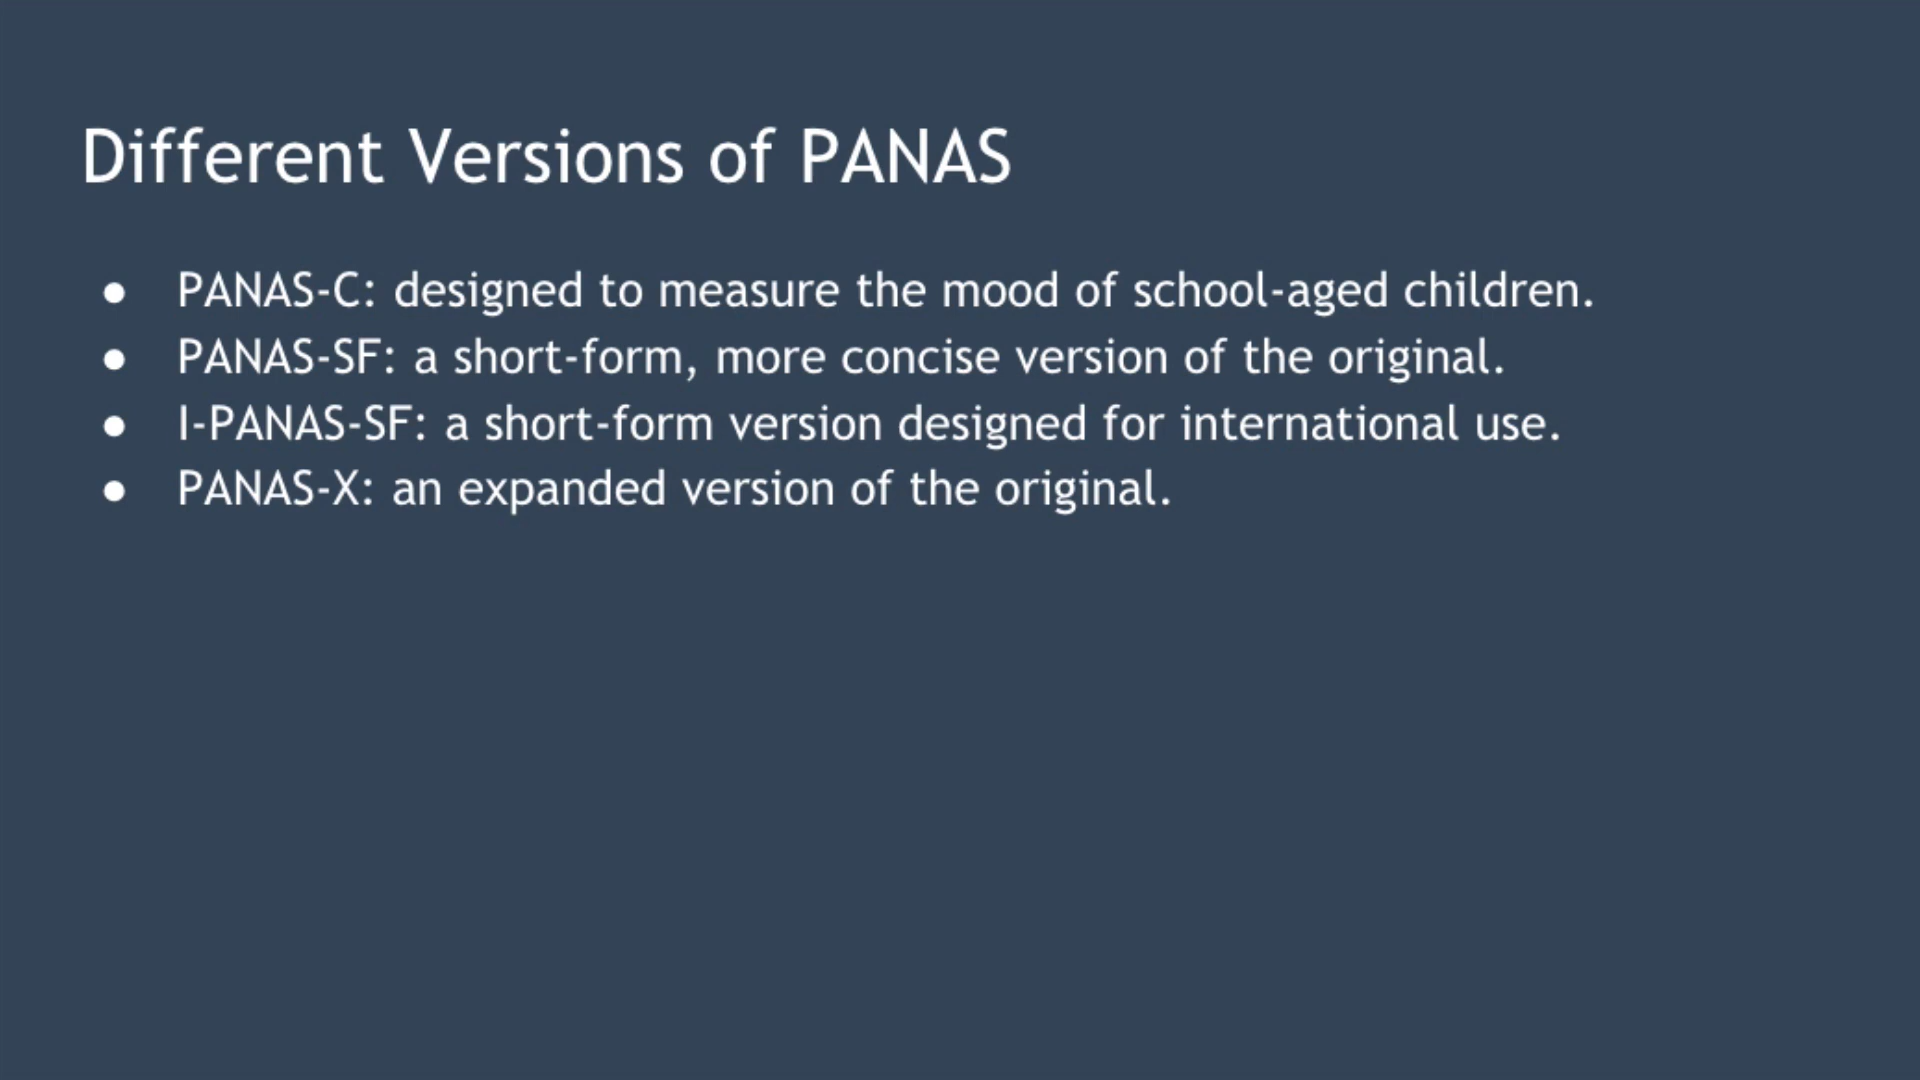 Different Versions of PANAS
● PANAS-C: designed to measure the mood of school-aged children.
● PANAS-SF: a short-form, more concise version of the original.
● I-PANAS-SF: a short-form version designed for international use.
● PANAS-X: an expanded version of the original.